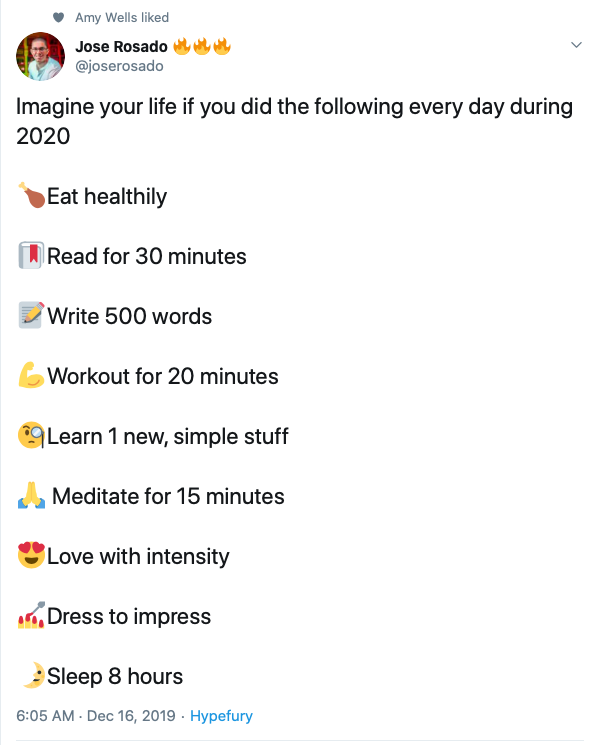 Amy Wells liked
Jose Rosado 🔥🔥🔥
@joserosado
Imagine your life if you did the following every day during
2020
🍗Eat healthily
📕Read for 30 minutes
📝Write 500 words
💪Workout for 20 minutes
🧐Learn 1 new, simple stuff
🙏 Meditate for 15 minutes
😍Love with intensity
💅Dress to impress
🌛Sleep 8 hours
6:05 AM · Dec 16, 2019 · Hypefury